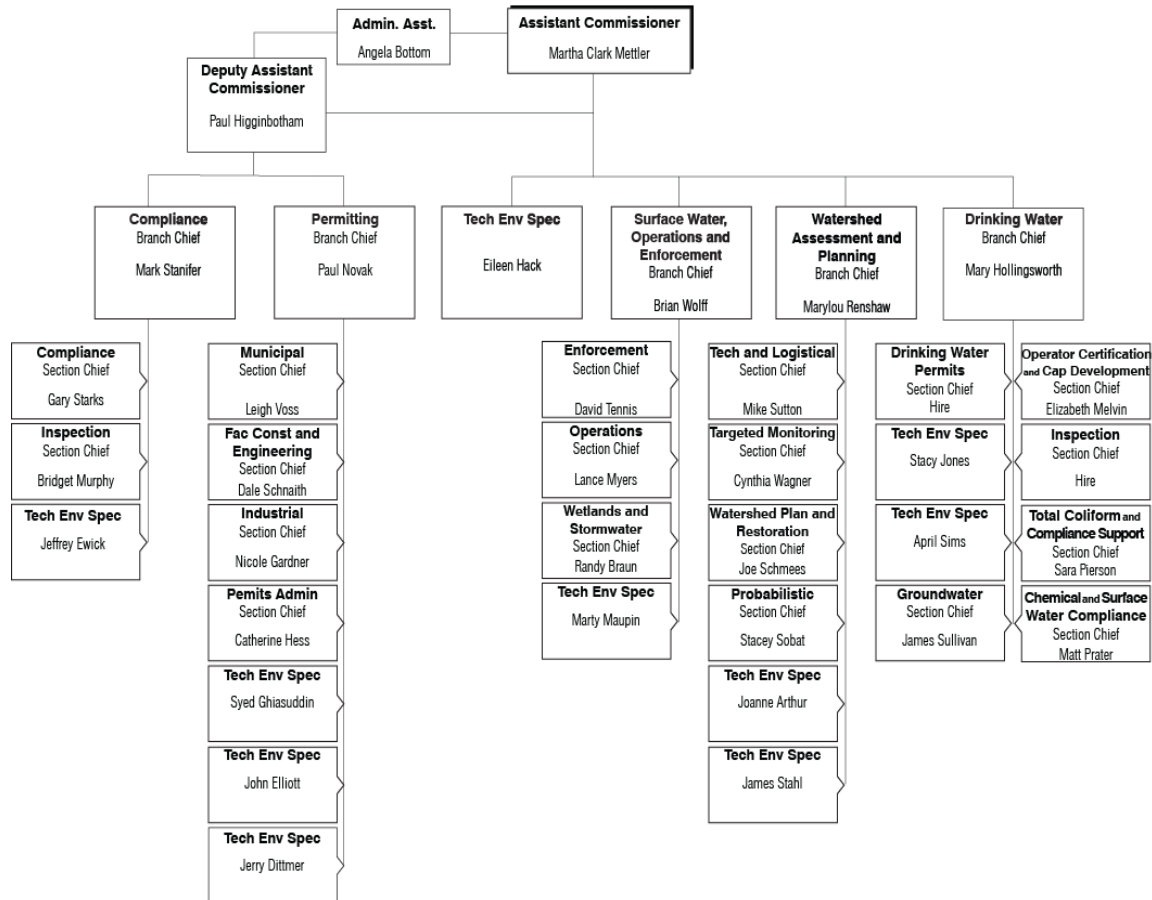 Admin. Asst.
Angela Bottom
Assistant Commissioner
Martha Clark Mettler
Deputy Assistant
Commissioner
Paul Higginbotham
Compliance
Branch Chief
Mark Stanifer
Permitting
Branch Chief
Paul Novak
Tech Env Spec
Eileen Hack
Surface Water,
Operations and
Enforcement
Branch Chief
Brian Wolff
Watershed
Assessment and
Planning
Branch Chief
Marylou Renshaw
Drinking Water
Branch Chief
Mary Hollingsworth
Compliance
Section Chief
Gary Starks
Inspection
Section Chief
Bridget Murphy
Tech Env Spec
Jeffrey Ewick
Municipal
Section Chief
Leigh Voss
Fac Const and
Engineering
Section Chief
Dale Schnaith
Industrial
Section Chief
Nicole Gardner
Pemits Admin
Section Chief
Catherine Hess
Tech Env Spec
Syed Ghiasuddin
Tech Env Spec
John Elliott
Tech Env Spec
Jerry Dittmer
Enforcement
Section Chief
David Tennis
Operations
Section Chief
Lance Myers
Wetlands and
Stormwater
Section Chief
Randy Braun
Tech Env Spec
Marty Maupin
Tech and Logistical
Section Chief
Mike Sutton
Targeted Monitoring
Section Chief
Cynthia Wagner
Watershed Plan and
Restoration
Section Chief
Joe Schmees
Probabilistic
Section Chief
Stacey Sobat
Tech Env Spec
Joanne Arthur
Tech Env Spec
James Stahl
Drinking Water
Permits
Section Chief
Hire
Tech Env Spec
Stacy Jones
Tech Env Spec
April Sims
Groundwater
Section Chief
James Sullivan
Operator Certification
and Cap Development
Section Chief
Elizabeth Melvin
Inspection
Section Chief
Hire
Total Coliform and
Compliance Support
Section Chief
Sara Pierson
Chemical and Surface
Water Compliance
Section Chief
Matt Prater